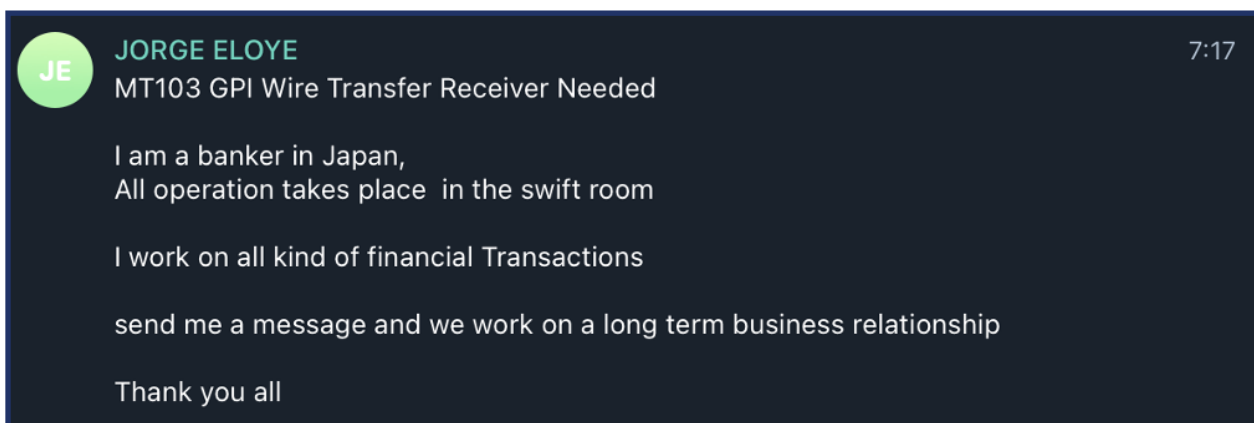 JORGE ELOYE
7:17
JE
MT103 GPI Wire Transfer Receiver Needed
I am a banker in Japan,
All operation takes place  in the swift room
I work on all kind of financial Transactions
send me a message and we work on a long term business relationship
Thank you all